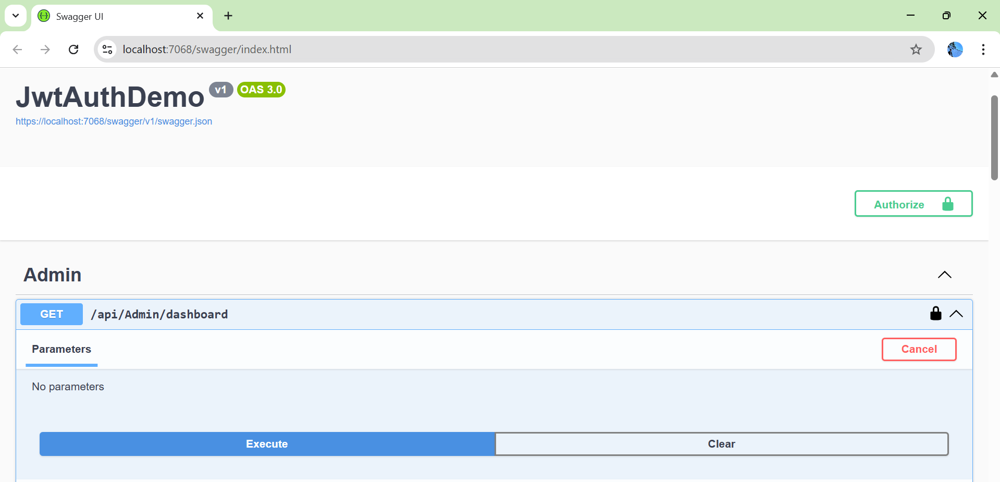 Swagger UI
localhost:7068/swagger/index.html
JwtAuthDemo v1 OAS 3.0
https://localhost:7068/swagger/v1/swagger.json
Authorize
Admin
GET /api/Admin/dashboard
Parameters Cancel
No parameters
Execute Clear